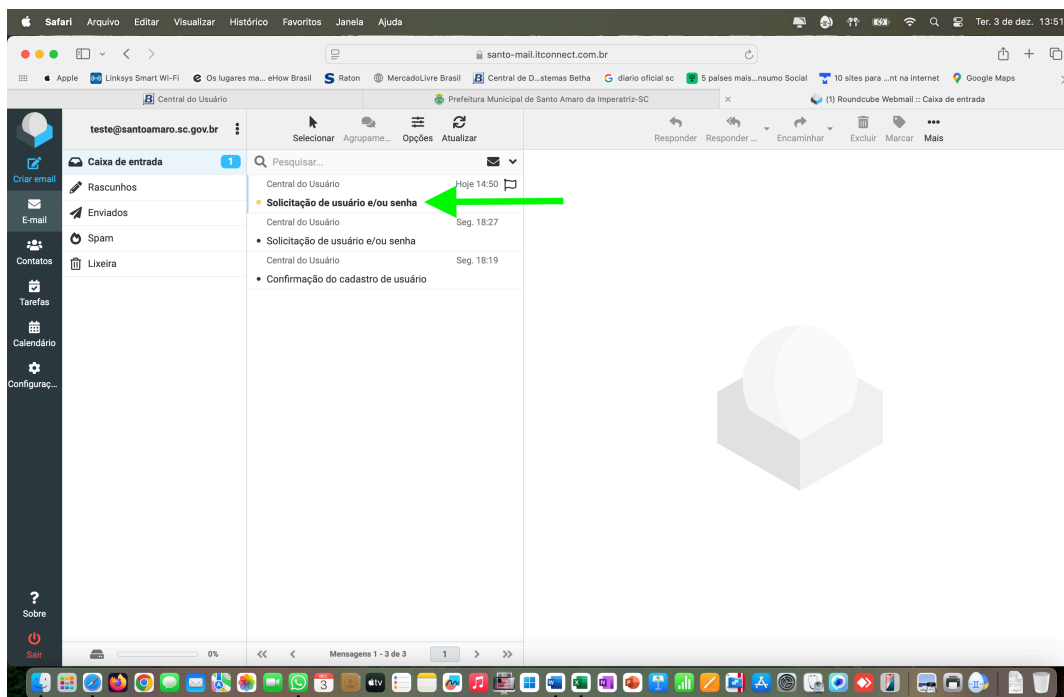 Safari Arquivo Editar Visualizar Histórico Favoritos Janela Ajuda Ter. 3 de dez. 13:51
santo-mail.itconnect.com.br
Apple Linksys Smart Wi-Fi Os lugares ma... eHow Brasil Raton MercadoLivre Brasil Central de D...stemas Betha diario oficial sc 5 países mais...nsumo Social 10 sites para ...nt na internet Google Maps
Central do Usuário Prefeitura Municipal de Santo Amaro da Imperatriz-SC (1) Roundcube Webmail :: Caixa de entrada
teste@santoamaro.sc.gov.br
Selecionar Agrupame... Opções Atualizar Responder Responder ... Encaminhar Excluir Marcar Mais
Criar email
E-mail
Contatos
Tarefas
Calendário
Configuraç...
Sobre
Sair
Caixa de entrada 1
Rascunhos
Enviados
Spam
Lixeira
0%
Pesquisar...
Central do Usuário Hoje 14:50
Solicitação de usuário e/ou senha
Central do Usuário Seg. 18:27
Solicitação de usuário e/ou senha
Central do Usuário Seg. 18:19
Confirmação do cadastro de usuário
Mensagens 1 - 3 de 3 1